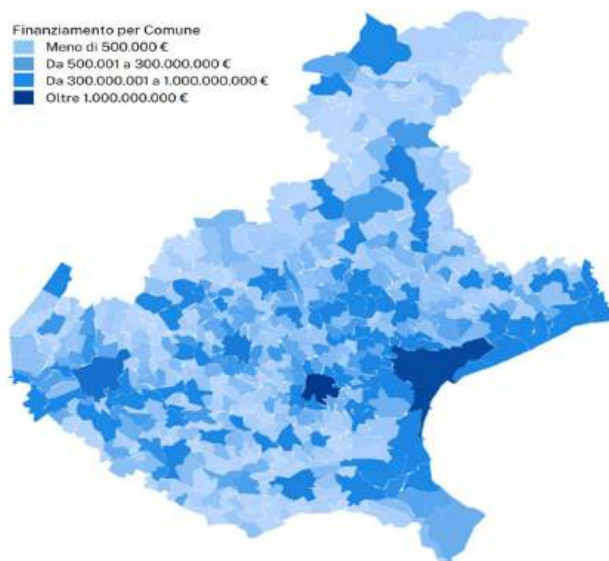 Finanziamento per Comune
Meno di 500.000 €
Da 500.001 a 300.000.000 €
Da 300.000.001 a 1.000.000.000 €
Oltre 1.000.000.000 €